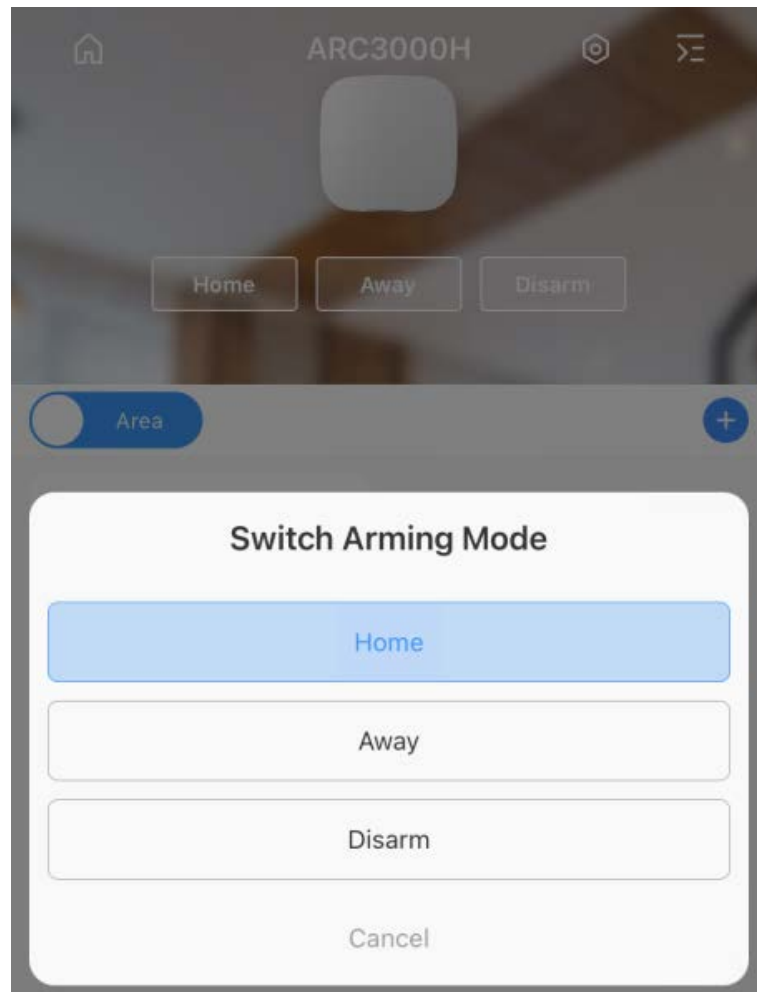 ARC3000H
Home Away Disarm
Area
Switch Arming Mode
Home
Away
Disarm
Cancel